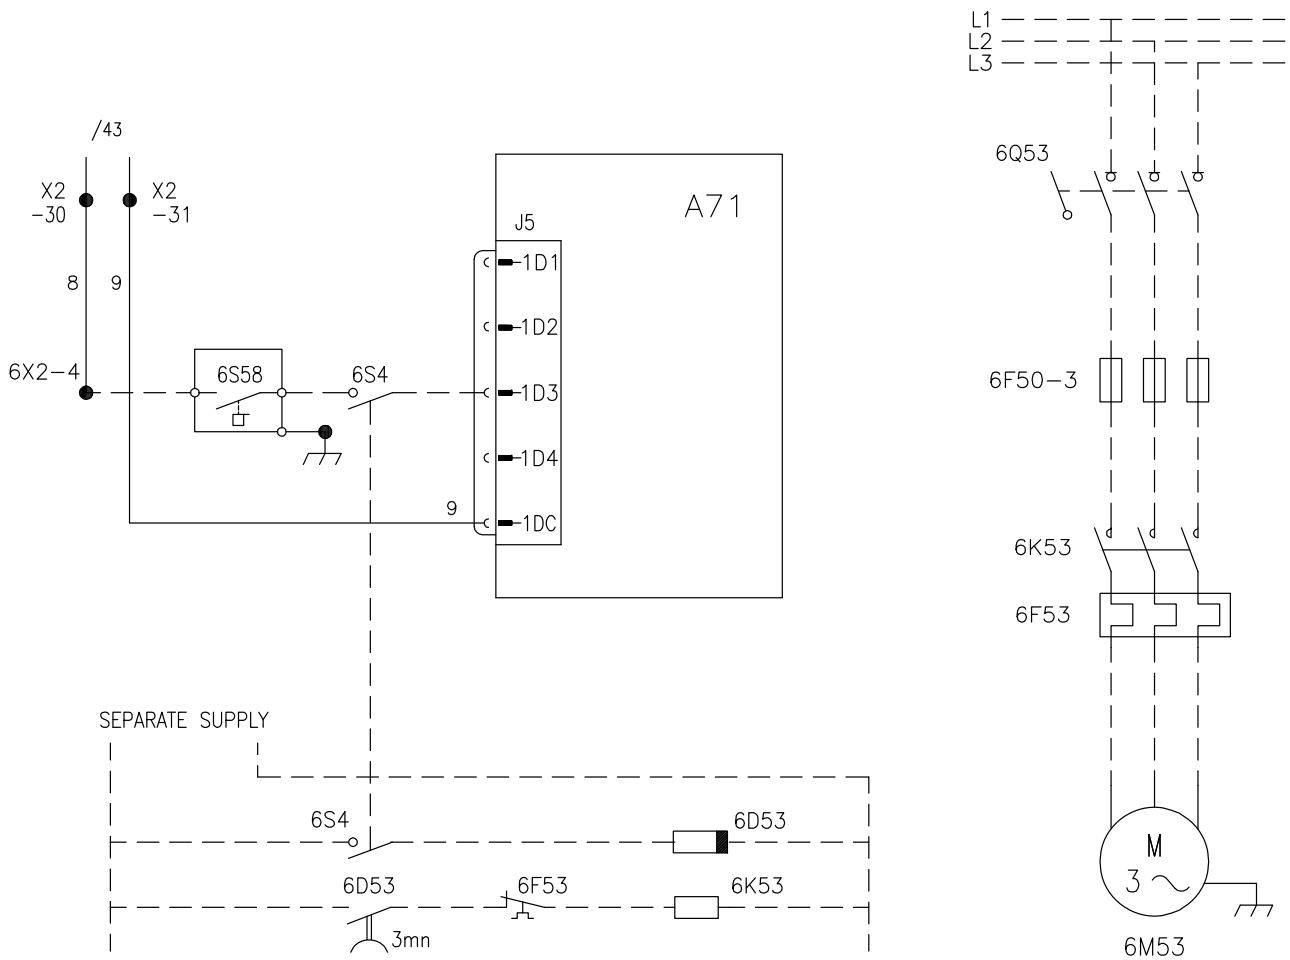 L1
L2
L3
/43
6Q53
X2
-30
X2
-31
A71
J5
1D1
8
9
1D2
6X2-4
6S58
6S4
6F50-3
1D3
1D4
9
1DC
6K53
6F53
SEPARATE SUPPLY
6S4
6D53
M
3
6D53
6F53
6K53
3mn
6M53